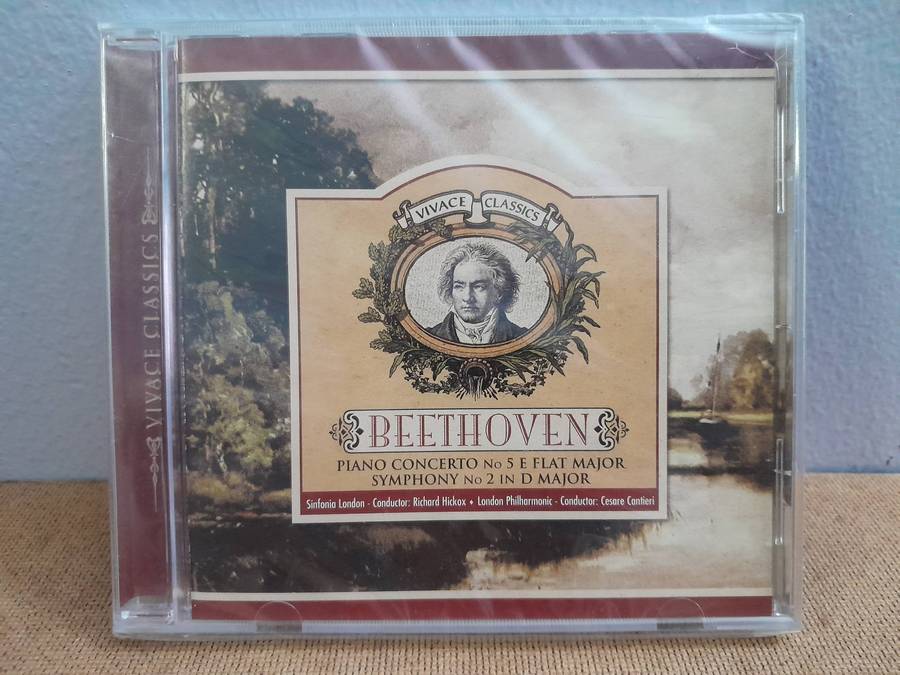 VIVACE CLASSICS
VIVACE CLASSICS
BEETHOVEN
PIANO CONCERTO No 5 E FLAT MAJOR
SYMPHONY No 2 IN D MAJOR
Sinfonia London - Conductor: Richard Hickox • London Philharmonic - Conductor: Cesare Cantieri